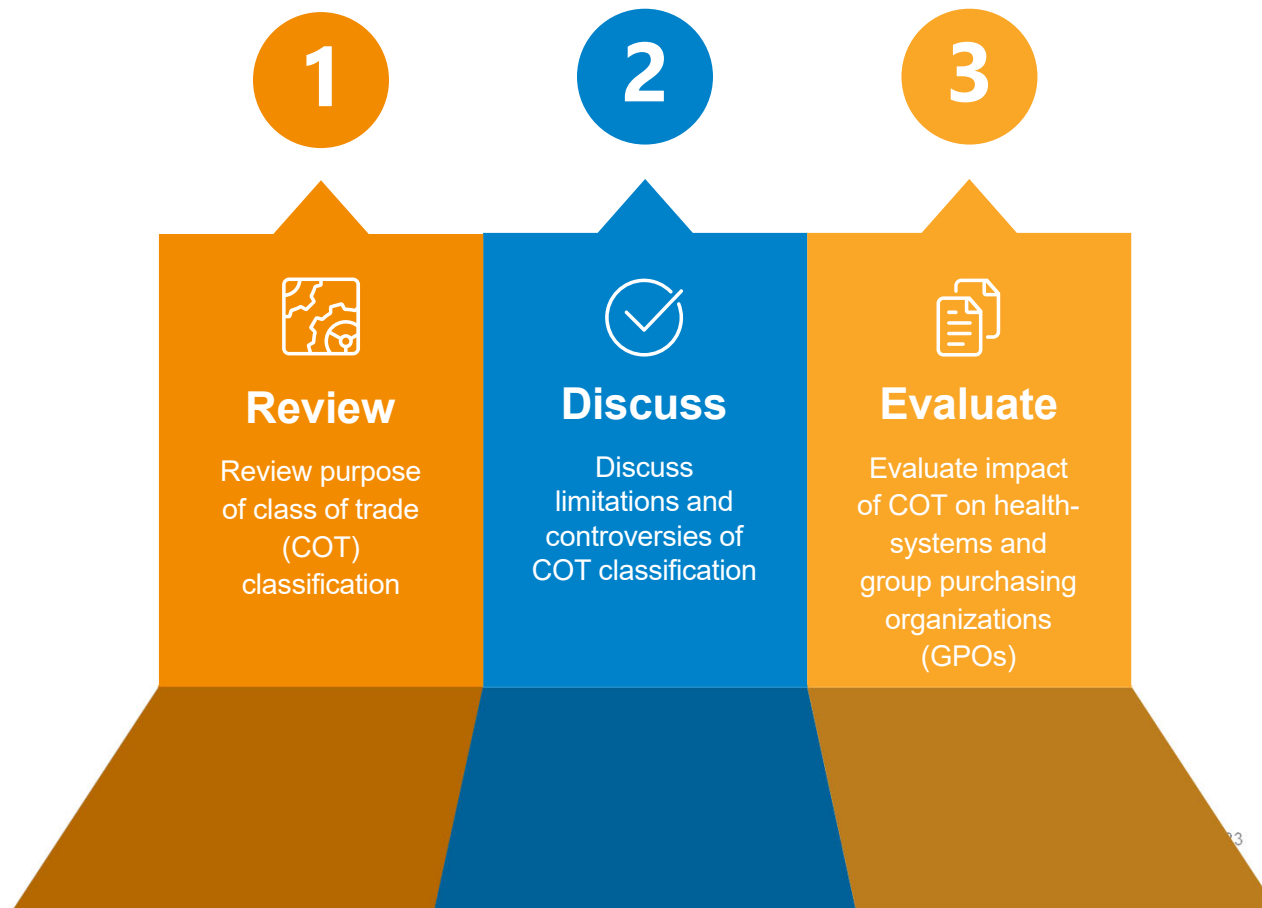 1
2
3
Review
Review purpose
of class of trade
(COT)
classification
Discuss
Discuss
limitations and
controversies of
COT classification
Evaluate
Evaluate impact
of COT on health-
systems and
group purchasing
organizations
(GPOs)